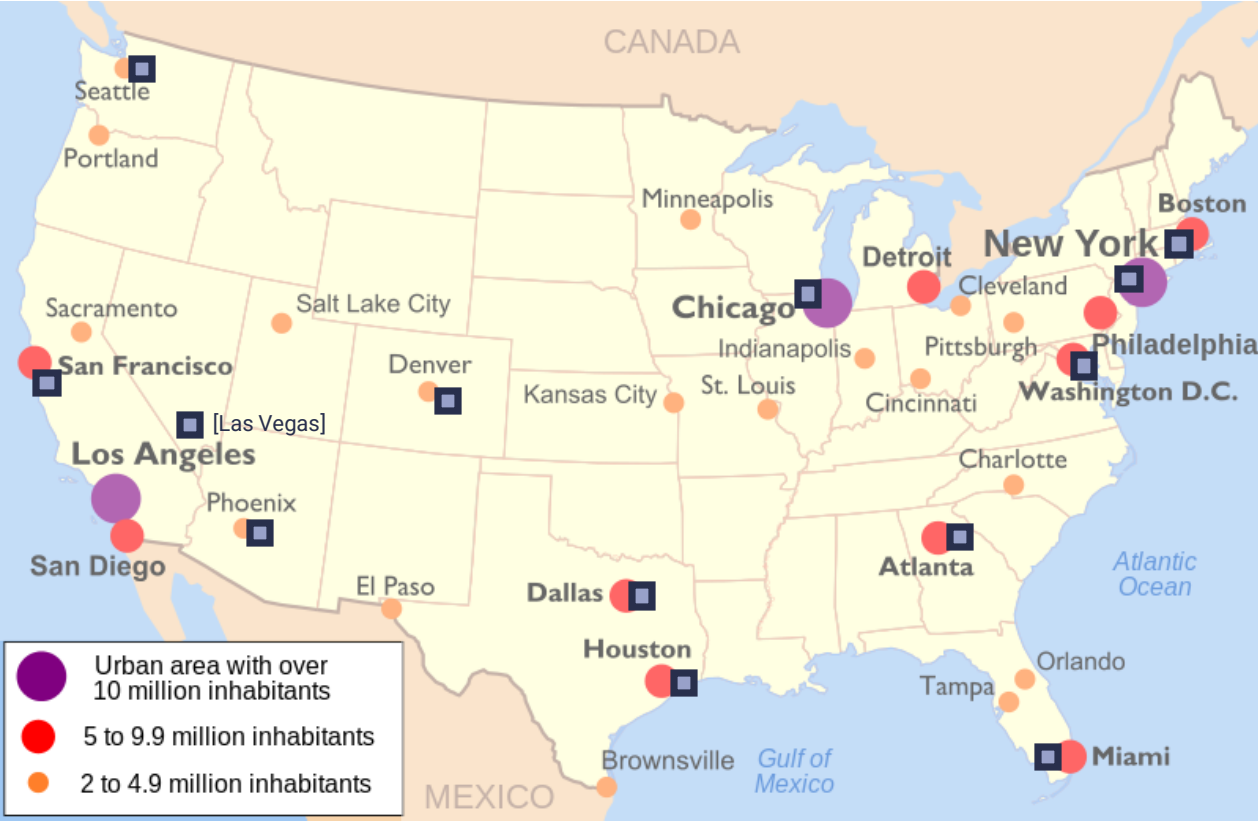 CANADA
Seattle
Portland
Minneapolis
Boston
New York
Detroit
Cleveland
Sacramento
Salt Lake City
Chicago
Indianapolis
Pittsburgh
Philadelphia
San Francisco
Denver
Kansas City
St. Louis
Cincinnati
Washington D.C.
[Las Vegas]
Los Angeles
Charlotte
Phoenix
San Diego
El Paso
Dallas
Atlanta
Atlantic
Ocean
Houston
Orlando
Tampa
Brownsville
Gulf of
Mexico
Miami
MEXICO
Urban area with over
10 million inhabitants
5 to 9.9 million inhabitants
2 to 4.9 million inhabitants